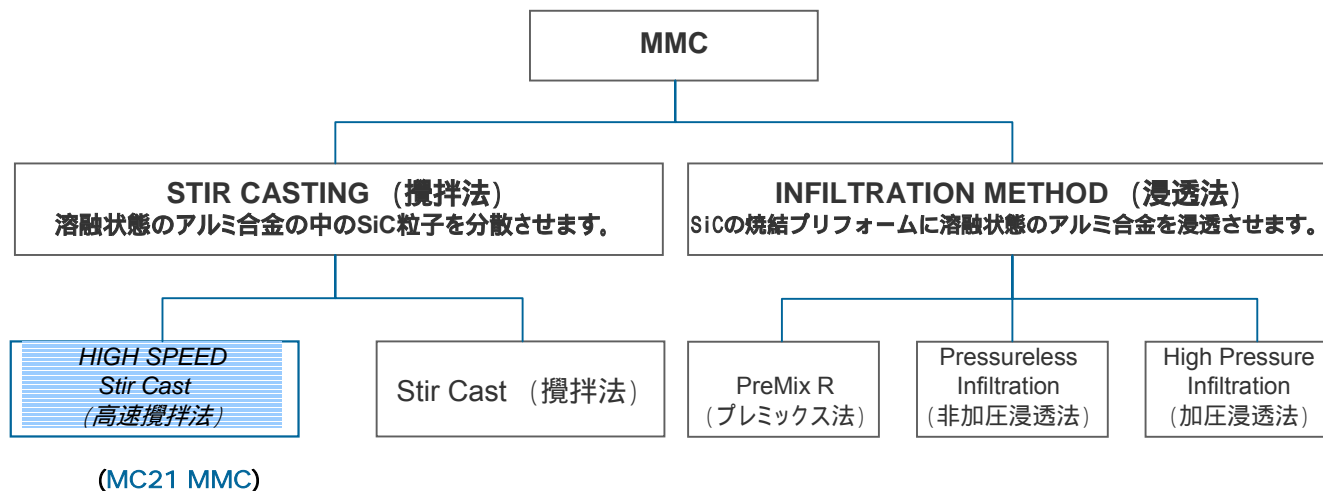 MMC
STIR CASTING (攪拌法)
溶融状態のアルミ合金の中のSiC粒子を分散させます。
INFILTRATION METHOD (浸透法)
SiCの焼結プリフォームに溶融状態のアルミ合金を浸透させます。
HIGH SPEED
Stir Cast
(高速攪拌法)
Stir Cast (攪拌法)
PreMix R
(プレミックス法)
Pressureless
Infiltration
(非加圧浸透法)
High Pressure
Infiltration
(加圧浸透法)
(MC21 MMC)